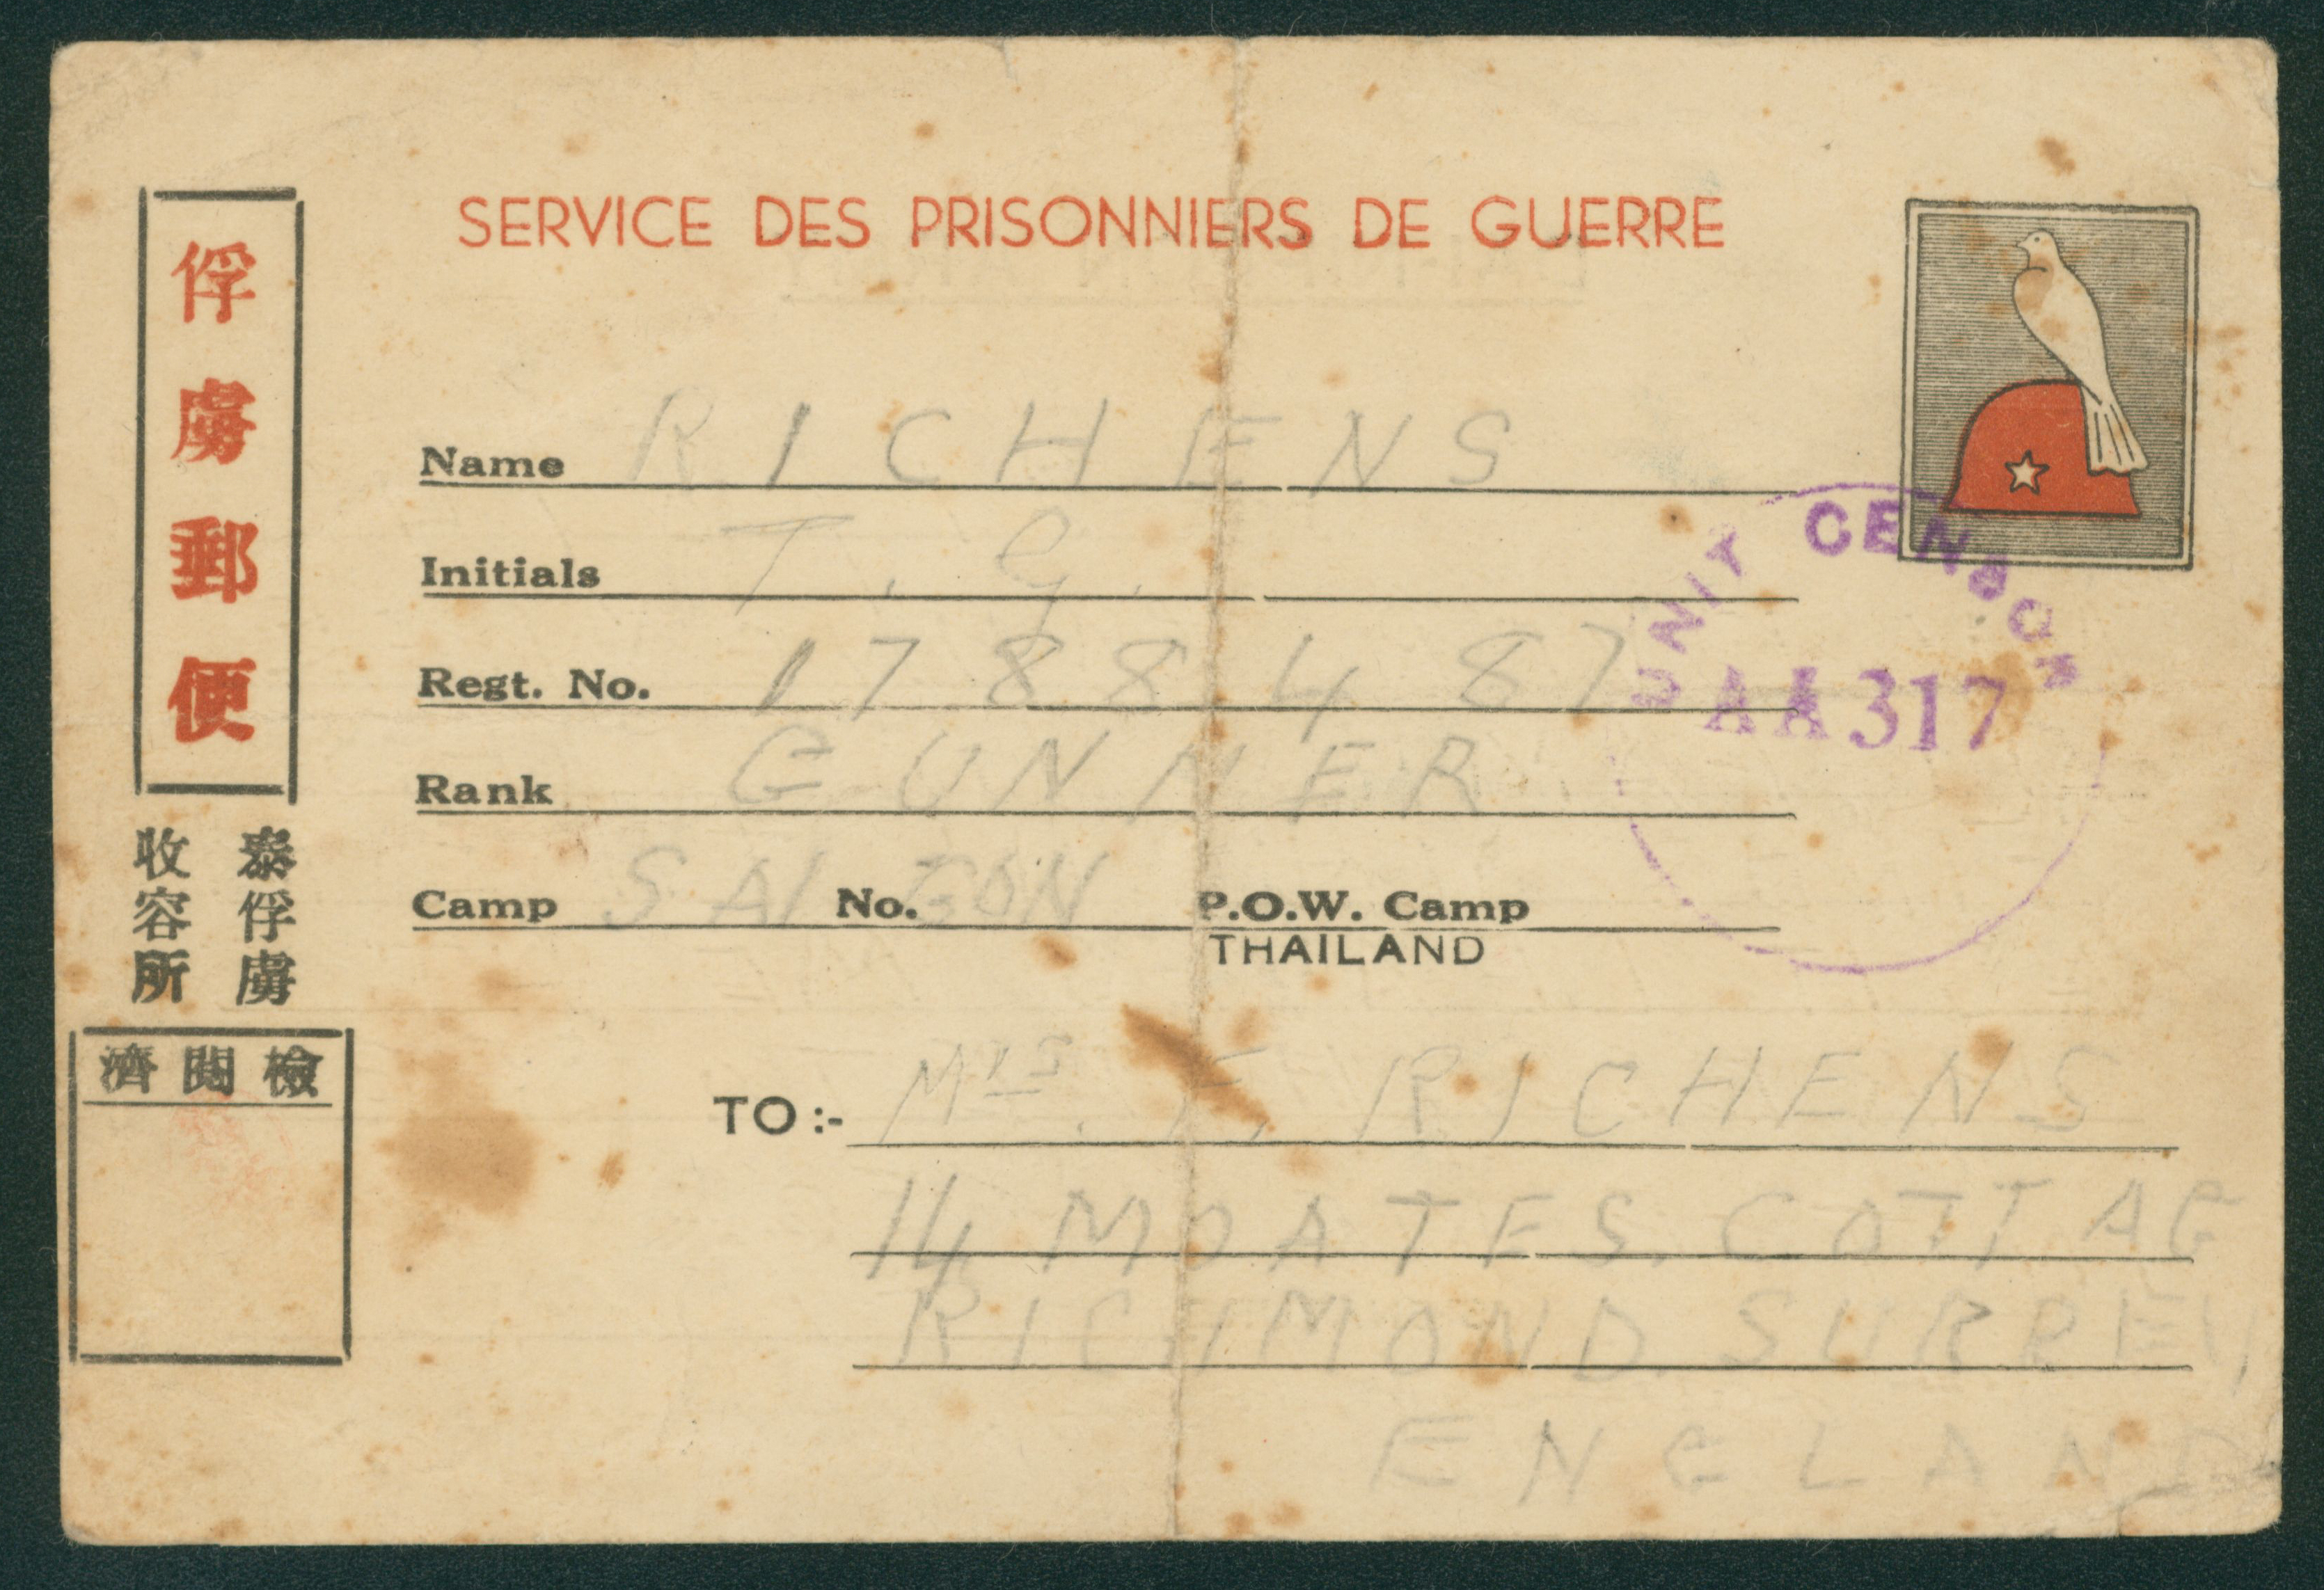 SERVICE DES PRISONNIERS DE GUERRE
俘虜郵便
泰俘虜
收容所
檢閱濟
Name RICHENS
Initials T. G.
Regt. No. 1788487
Rank GUNNER
Camp SAIGON No. P.O.W. Camp
THAILAND
UNIT CENSOR
AA317
TO :- Mrs. F, RICHENS
14 MOATES. COTTAG
RICHMOND. SURREY
ENGLAND